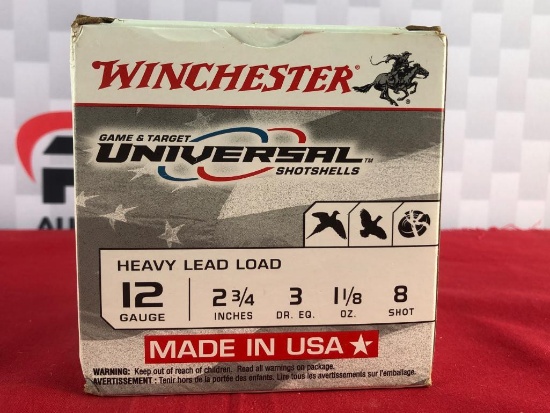 WINCHESTER
GAME & TARGET
UNIVERSAL™
SHOTSHELLS
HEAVY LEAD LOAD
12 2 3/4 3 1 1/8 8
GAUGE INCHES DR. EQ. OZ. SHOT
MADE IN USA ★
WARNING: Keep out of reach of children. Read all warnings on package.
AVERTISSEMENT : Tenir hors de la portée des enfants. Lire tous les avertissements sur l'emballage.